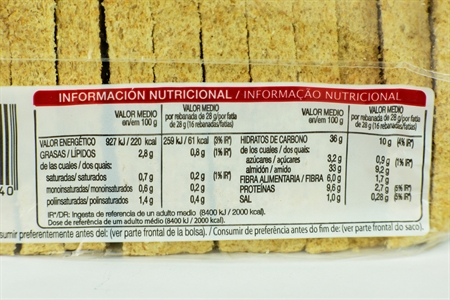 INFORMACIÓN NUTRICIONAL / INFORMAÇÃO NUTRICIONAL
VALOR MEDIO
en/em 100 g
VALOR MEDIO
por rebanada de 28 g/por fatia
de 28 g (16 rebanadas/fatias)
VALOR ENERGÉTICO 927 kJ / 220 kcal 259 kJ / 61 kcal (3% IR*)
GRASAS / LÍPIDOS 2,8 g 0,8 g (1% IR*)
de las cuales / dos quais:
saturadas/ saturados 0,7 g 0,2 g (1% IR*)
monoinsaturadas/ monoinsaturados 0,6 g 0,2 g
poliinsaturadas/ polinsaturados 1,4 g 0,4 g
VALOR MEDIO
en/em 100 g
VALOR MEDIO
por rebanada de 28 g/por fatia
de 28 g (16 rebanadas/fatias)
HIDRATOS DE CARBONO 36 g 10 g (4% IR*)
de los cuales / dos quais:
azúcares / açúcares 3,2 g 0,9 g (1% IR*)
almidón / amido 33 g 9,2 g
FIBRA ALIMENTARIA / FIBRA 6,0 g 1,7 g
PROTEÍNAS 9,6 g 2,7 g (5% IR*)
SAL 1,0 g 0,28 g (5% IR*)
IR*/DR: Ingesta de referencia de un adulto medio (8400 kJ / 2000 kcal).
Dose de referência de um adulto médio (8400 kJ / 2000 kcal).
40
sumir preferentemente antes del: (ver parte frontal de la bolsa). / Consumir de preferência antes do fim de: (ver parte frontal do saco).